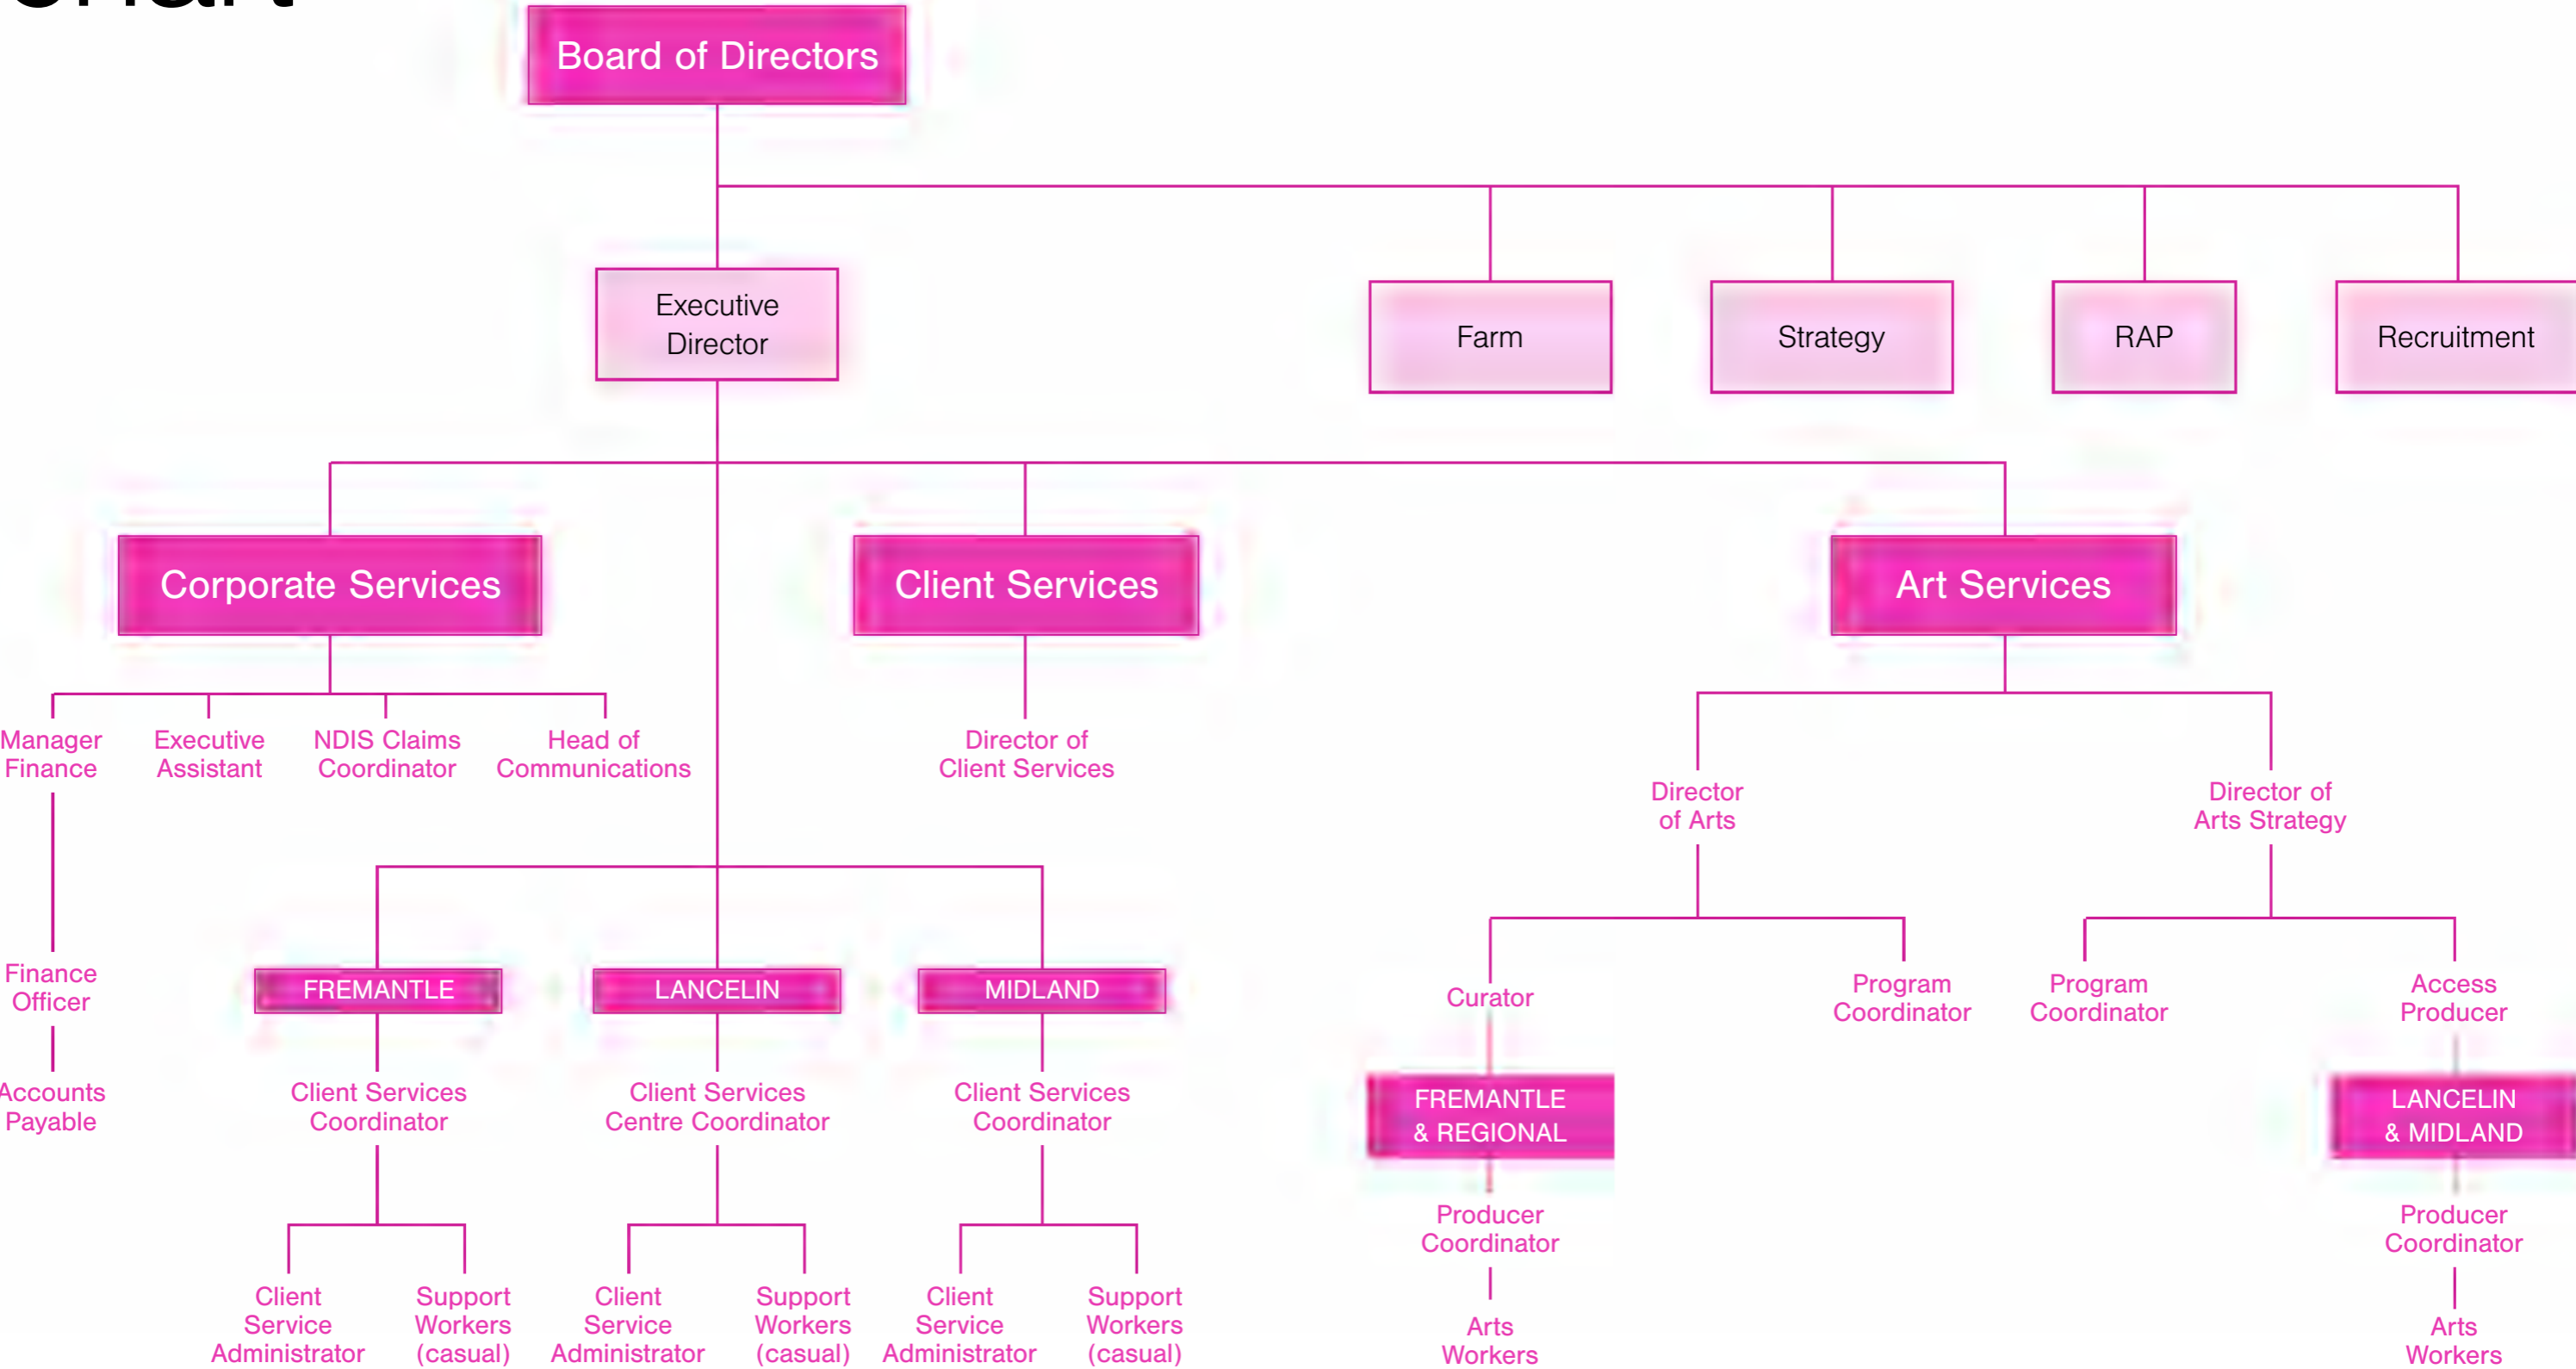 Board of Directors
Executive
Director
Farm
Strategy
RAP
Recruitment
Corporate Services
Client Services
Art Services
Manager
Finance
Executive
Assistant
NDIS Claims
Coordinator
Head of
Communications
Director of
Client Services
Director
of Arts
Director of
Arts Strategy
Finance
Officer
Accounts
Payable
FREMANTLE
LANCELIN
MIDLAND
Client Services
Coordinator
Client Services
Centre Coordinator
Client Services
Coordinator
Client
Service
Administrator
Support
Workers
(casual)
Client
Service
Administrator
Support
Workers
(casual)
Client
Service
Administrator
Support
Workers
(casual)
Curator
Program
Coordinator
Program
Coordinator
Access
Producer
FREMANTLE
& REGIONAL
LANCELIN
& MIDLAND
Producer
Coordinator
Producer
Coordinator
Arts
Workers
Arts
Workers